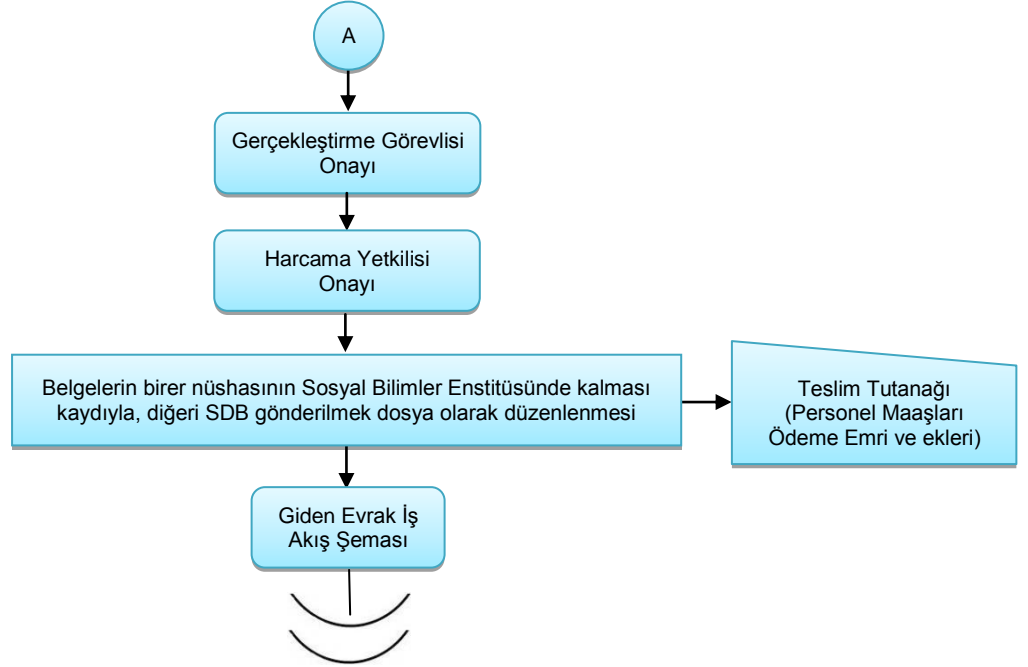 A
Gerçekleştirme Görevlisi
Onayı
Harcama Yetkilisi
Onayı
Belgelerin birer nüshasının Sosyal Bilimler Enstitüsünde kalması
kaydıyla, diğeri SDB gönderilmek dosya olarak düzenlenmesi
Teslim Tutanağı
(Personel Maaşları
Ödeme Emri ve ekleri)
Giden Evrak İş
Akış Şeması